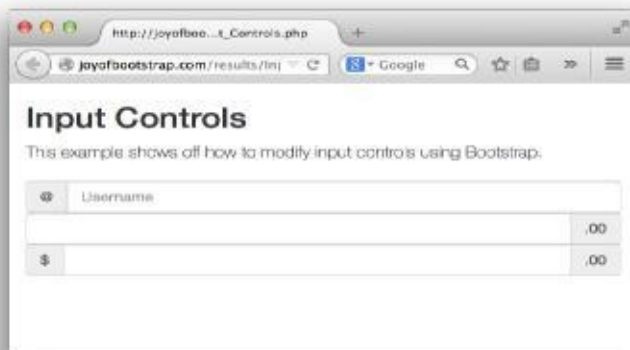 http://joyofboo...t_Controls.php
joyofbootstrap.com/results/Inp
Google
Input Controls
This example shows off how to modify input controls using Bootstrap.
@ Username
.00
$ .00